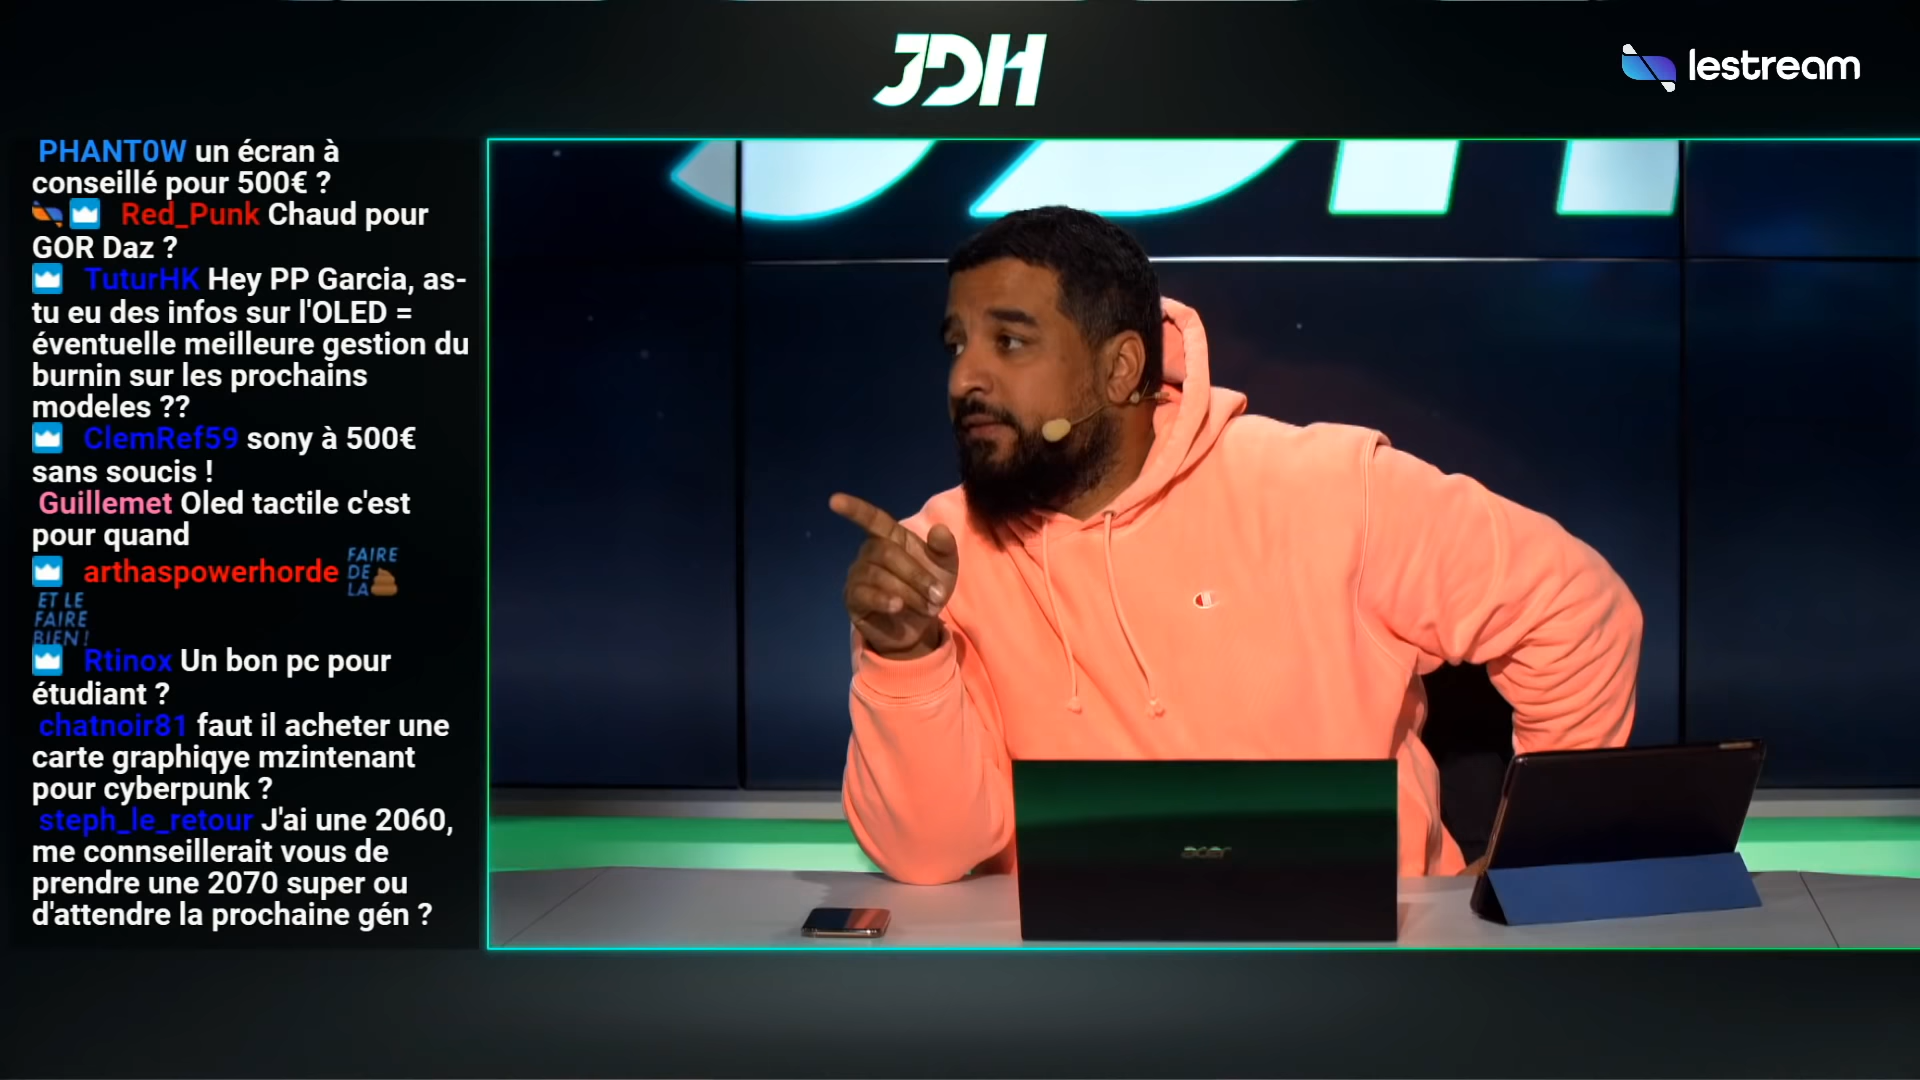 JDH
lestream
PHANT0W un écran à
conseillé pour 500€ ?
Red_Punk Chaud pour
GOR Daz ?
TuturHK Hey PP Garcia, as-
tu eu des infos sur l'OLED =
éventuelle meilleure gestion du
burnin sur les prochains
modeles ??
ClemRef59 sony à 500€
sans soucis !
Guillemet Oled tactile c'est
pour quand
arthaspowerhorde FAIRE
DE
LA
ET LE
FAIRE
BIEN !
Rtinox Un bon pc pour
étudiant ?
chatnoir81 faut il acheter une
carte graphiqye mzintenant
pour cyberpunk ?
steph_le_retour J'ai une 2060,
me connseillerait vous de
prendre une 2070 super ou
d'attendre la prochaine gén ?
acer